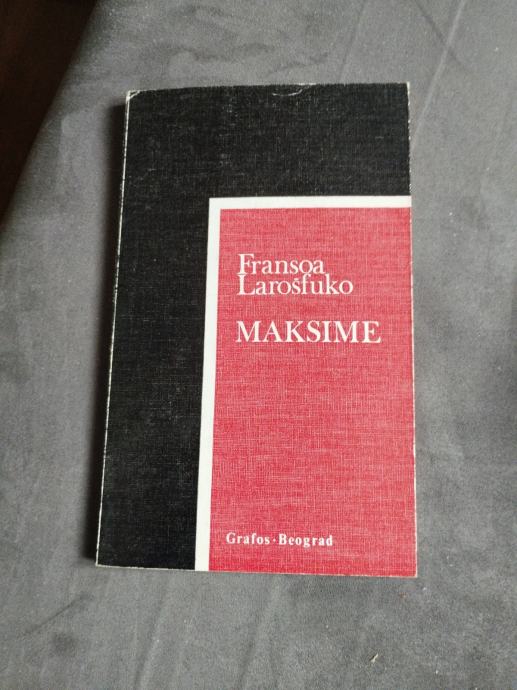 Fransoa
Larošfuko
MAKSIME
Grafos · Beograd